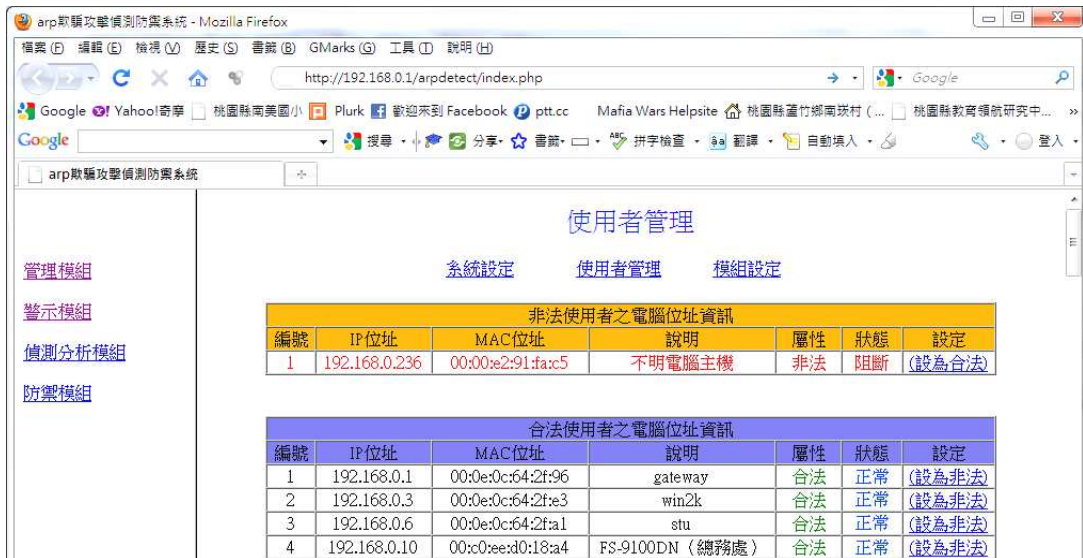 arp欺騙攻擊偵測防禦系統 - Mozilla Firefox
檔案(F) 編輯(E) 檢視(V) 歷史(S) 書籤(B) GMarks(G) 工具(T) 說明(H)
http://192.168.0.1/arpdetect/index.php Google
Google Yahoo!奇摩 桃園縣南美國小 Plurk 歡迎來到 Facebook ptt.cc Mafia Wars Helpsite 桃園縣蘆竹鄉南崁村 (... 桃園縣教育領航研究中... »
Google 搜尋 分享 書籤 拼字檢查 翻譯 自動填入 登入
arp欺騙攻擊偵測防禦系統
使用者管理
系統設定 使用者管理 模組設定
管理模組
警示模組
偵測分析模組
防禦模組
非法使用者之電腦位址資訊
編號 IP位址 MAC位址 說明 屬性 狀態 設定
1 192.168.0.236 00:00:e2:91:fa:c5 不明電腦主機 非法 阻斷 (設為合法)
合法使用者之電腦位址資訊
編號 IP位址 MAC位址 說明 屬性 狀態 設定
1 192.168.0.1 00:0e:0c:64:2f:96 gateway 合法 正常 (設為非法)
2 192.168.0.3 00:0e:0c:64:2f:e3 win2k 合法 正常 (設為非法)
3 192.168.0.6 00:0e:0c:64:2f:a1 stu 合法 正常 (設為非法)
4 192.168.0.10 00:c0:ee:d0:18:a4 FS-9100DN（總務處） 合法 正常 (設為非法)